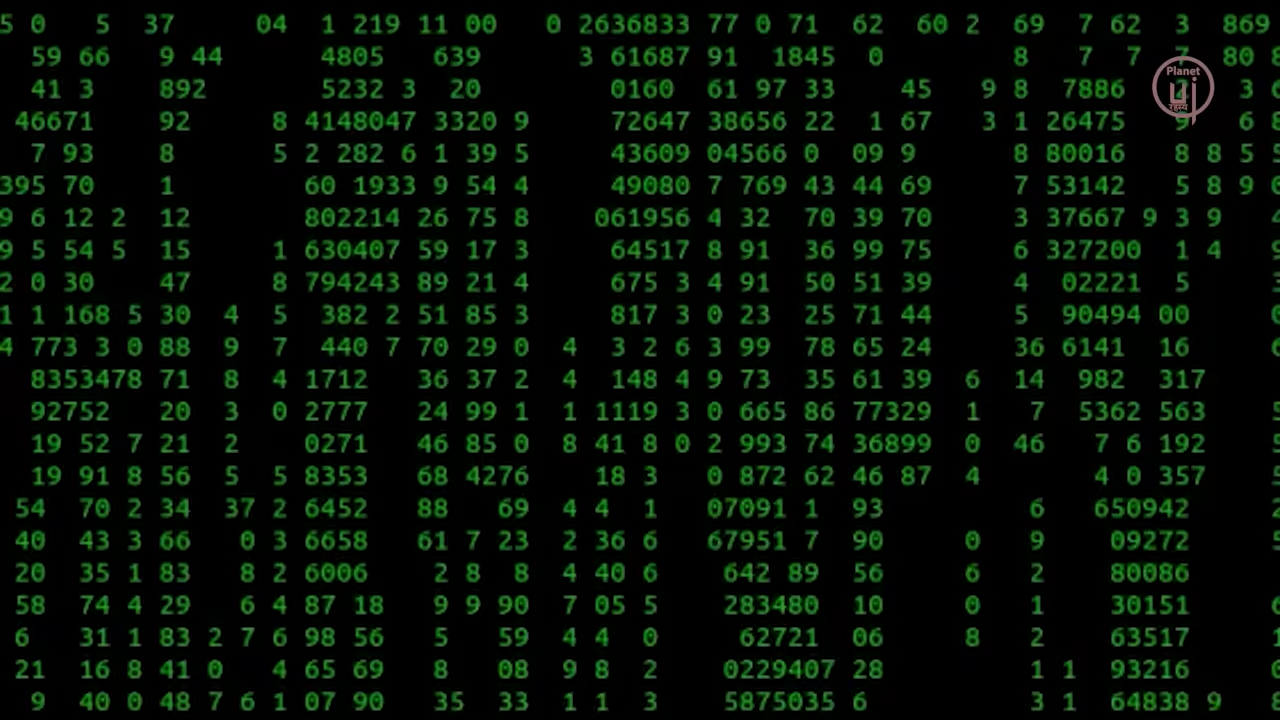 5 0 5 37 04 1 219 11 00 0 2636833 77 0 71 62 60 2 69 7 62 3 869
59 66 9 44 4805 639 3 61687 91 1845 0 8 7 7 7 80 8
41 3 892 5232 3 20 0160 61 97 33 45 9 8 7886 2 3 6
46671 92 8 4148047 3320 9 72647 38656 22 1 67 3 1 26475 9 6 8
7 93 8 5 2 282 6 1 39 5 43609 04566 0 09 9 8 80016 8 8 5 5
395 70 1 60 1933 9 54 4 49080 7 769 43 44 69 7 53142 5 8 9 0
9 6 12 2 12 802214 26 75 8 061956 4 32 70 39 70 3 37667 9 3 9 4
9 5 54 5 15 1 630407 59 17 3 64517 8 91 36 99 75 6 327200 1 4 9
2 0 30 47 8 794243 89 21 4 675 3 4 91 50 51 39 4 02221 5
1 1 168 5 30 4 5 382 2 51 85 3 817 3 0 23 25 71 44 5 90494 00
4 773 3 0 88 9 7 440 7 70 29 0 4 3 2 6 3 99 78 65 24 36 6141 16
8353478 71 8 4 1712 36 37 2 4 148 4 9 73 35 61 39 6 14 982 317
92752 20 3 0 2777 24 99 1 1 1119 3 0 665 86 77329 1 7 5362 563
19 52 7 21 2 0271 46 85 0 8 41 8 0 2 993 74 36899 0 46 7 6 192
19 91 8 56 5 5 8353 68 4276 18 3 0 872 62 46 87 4 4 0 357
54 70 2 34 37 2 6452 88 69 4 4 1 07091 1 93 6 650942
40 43 3 66 0 3 6658 61 7 23 2 36 6 67951 7 90 0 9 09272
20 35 1 83 8 2 6006 2 8 8 4 40 6 642 89 56 6 2 80086
58 74 4 29 6 4 87 18 9 9 90 7 05 5 283480 10 0 1 30151
6 31 1 83 2 7 6 98 56 5 59 4 4 0 62721 06 8 2 63517
21 16 8 41 0 4 65 69 8 08 9 8 2 0229407 28 1 1 93216
9 40 0 48 7 6 1 07 90 35 33 1 1 3 5875035 6 3 1 64838 9
Planet
uj
रहस्य